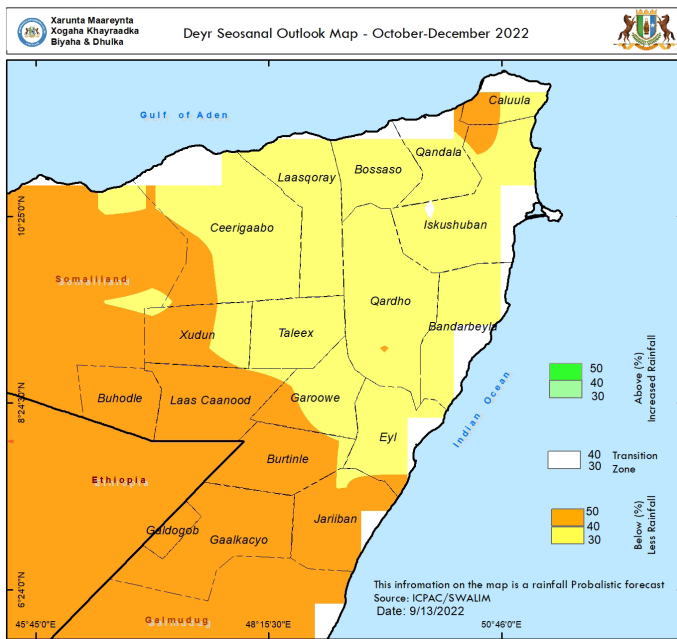 Xarunta Maareynta
Xogaha Khayraadka
Biyaha & Dhulka
Deyr Seosanal Outlook Map - October-December 2022
Gulf of Aden
Caluula
Qandala
Bossaso
Laasqoray
10°25'0"N
Ceerigaabo
Iskushuban
Somaliland
Qardho
Bandarbeyla
Xudun
Taleex
Indian Ocean
8°24'30"N
Buhodle
Laas Caanood
Garoowe
Eyl
Burtinle
Ethiopia
Jariiban
Galdogob
Gaalkacyo
6°24'0"N
Galmudug
45°45'0"E
48°15'30"E
50°46'0"E
50
40
30
Above (%)
Increased Rainfall
40
30
Transition
Zone
50
40
30
Below (%)
Less Rainfall
This infromation on the map is a rainfall Probalistic forecast
Source: ICPAC/SWALIM
Date: 9/13/2022